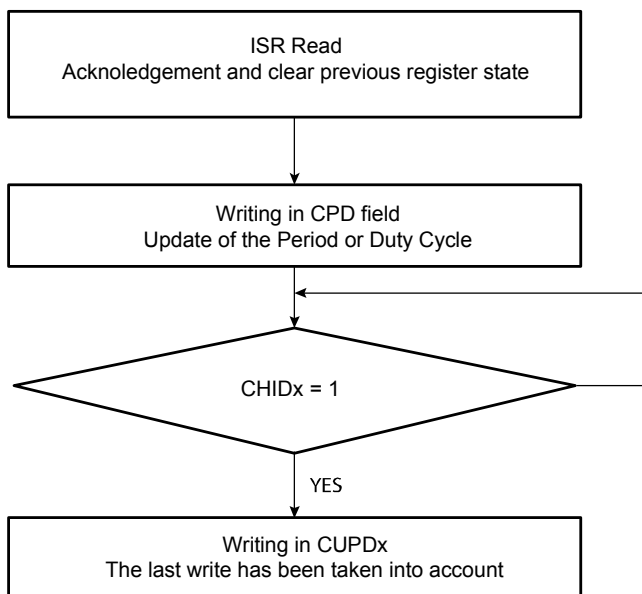 ISR Read
Acknoledgement and clear previous register state
Writing in CPD field
Update of the Period or Duty Cycle
CHIDx = 1
YES
Writing in CUPDx
The last write has been taken into account